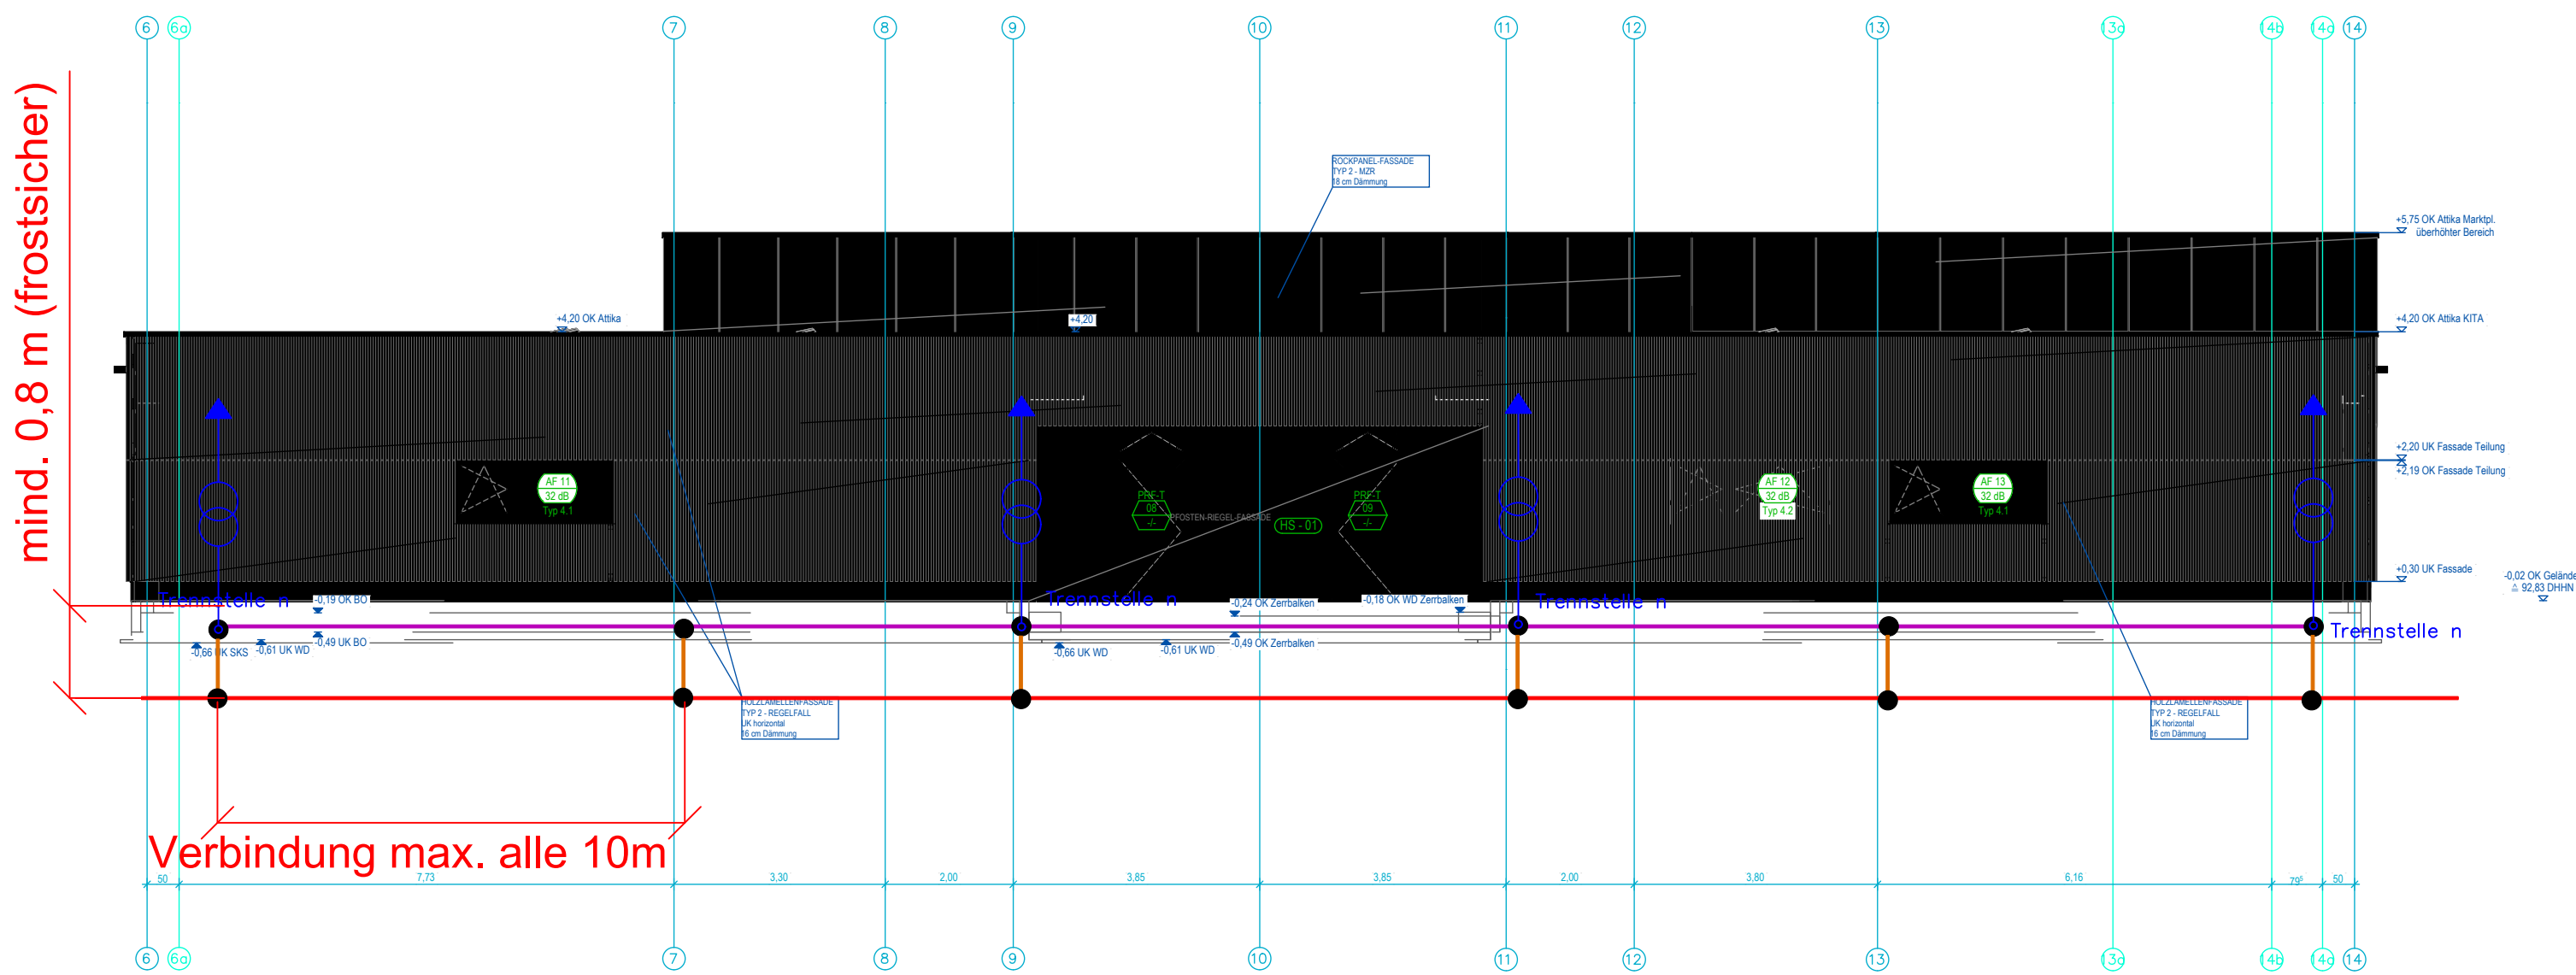 6 6a 7 8 9 10 11 12 13 13a 14b 14a 14
mind. 0,8 m (frostsicher)
ROCKPANEL-FASSADE
TYP 2 - MZR
18 cm Dämmung
+5,75 OK Attika Marktpl.
überhöhter Bereich
+4,20 OK Attika
+4,20
+4,20 OK Attika KITA
+2,20 UK Fassade Teilung
+2,19 OK Fassade Teilung
AF 11
32 dB
Typ 4.1
PRF-T
08
-/-
PFOSTEN-RIEGEL-FASSADE
HS - 01
PRF-T
09
-/-
AF 12
32 dB
Typ 4.2
AF 13
32 dB
Typ 4.1
+0,30 UK Fassade
-0,02 OK Gelände
≙ 92,83 DHHN
Trennstelle n
-0,19 OK BO
Trennstelle n
-0,24 OK Zerrbalken
-0,18 OK WD Zerrbalken
Trennstelle n
Trennstelle n
-0,66 UK SKS
-0,61 UK WD
-0,49 UK BO
-0,66 UK WD
-0,61 UK WD
-0,49 OK Zerrbalken
HOLZLAMELLENFASSADE
TYP 2 - REGELFALL
UK horizontal
16 cm Dämmung
HOLZLAMELLENFASSADE
TYP 2 - REGELFALL
UK horizontal
16 cm Dämmung
Verbindung max. alle 10m
50 7,73 3,30 2,00 3,85 3,85 2,00 3,80 6,16 79⁵ 50
6 6a 7 8 9 10 11 12 13 13a 14b 14a 14